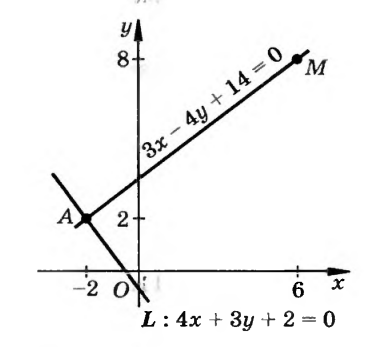 y
8
M
3x − 4y + 14 = 0
A
2
−2
O
6
x
L : 4x + 3y + 2 = 0